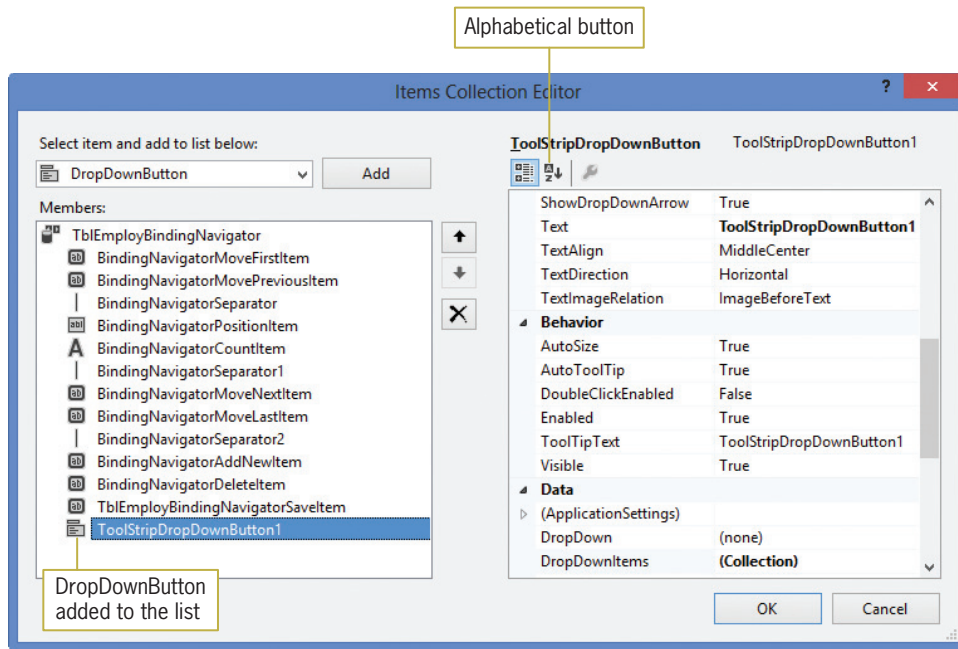 Alphabetical button
Items Collection Editor
? ×
Select item and add to list below:
DropDownButton
Add
Members:
TblEmployBindingNavigator
BindingNavigatorMoveFirstItem
BindingNavigatorMovePreviousItem
BindingNavigatorSeparator
BindingNavigatorPositionItem
BindingNavigatorCountItem
BindingNavigatorSeparator1
BindingNavigatorMoveNextItem
BindingNavigatorMoveLastItem
BindingNavigatorSeparator2
BindingNavigatorAddNewItem
BindingNavigatorDeleteItem
TblEmployBindingNavigatorSaveItem
ToolStripDropDownButton1
DropDownButton
added to the list
ToolStripDropDownButton ToolStripDropDownButton1
ShowDropDownArrow True
Text ToolStripDropDownButton1
TextAlign MiddleCenter
TextDirection Horizontal
TextImageRelation ImageBeforeText
Behavior
AutoSize True
AutoToolTip True
DoubleClickEnabled False
Enabled True
ToolTipText ToolStripDropDownButton1
Visible True
Data
(ApplicationSettings)
DropDown (none)
DropDownItems (Collection)
OK Cancel